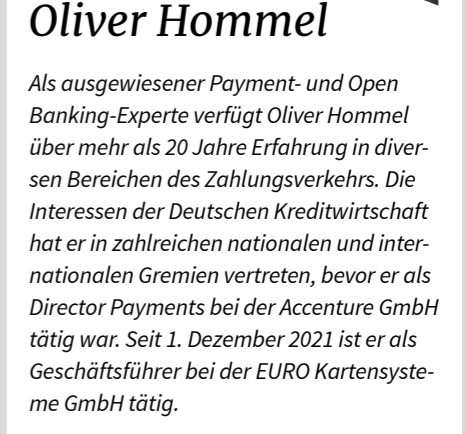 Oliver Hommel
Als ausgewiesener Payment- und Open
Banking-Experte verfügt Oliver Hommel
über mehr als 20 Jahre Erfahrung in diver-
sen Bereichen des Zahlungsverkehrs. Die
Interessen der Deutschen Kreditwirtschaft
hat er in zahlreichen nationalen und inter-
nationalen Gremien vertreten, bevor er als
Director Payments bei der Accenture GmbH
tätig war. Seit 1. Dezember 2021 ist er als
Geschäftsführer bei der EURO Kartensyste-
me GmbH tätig.